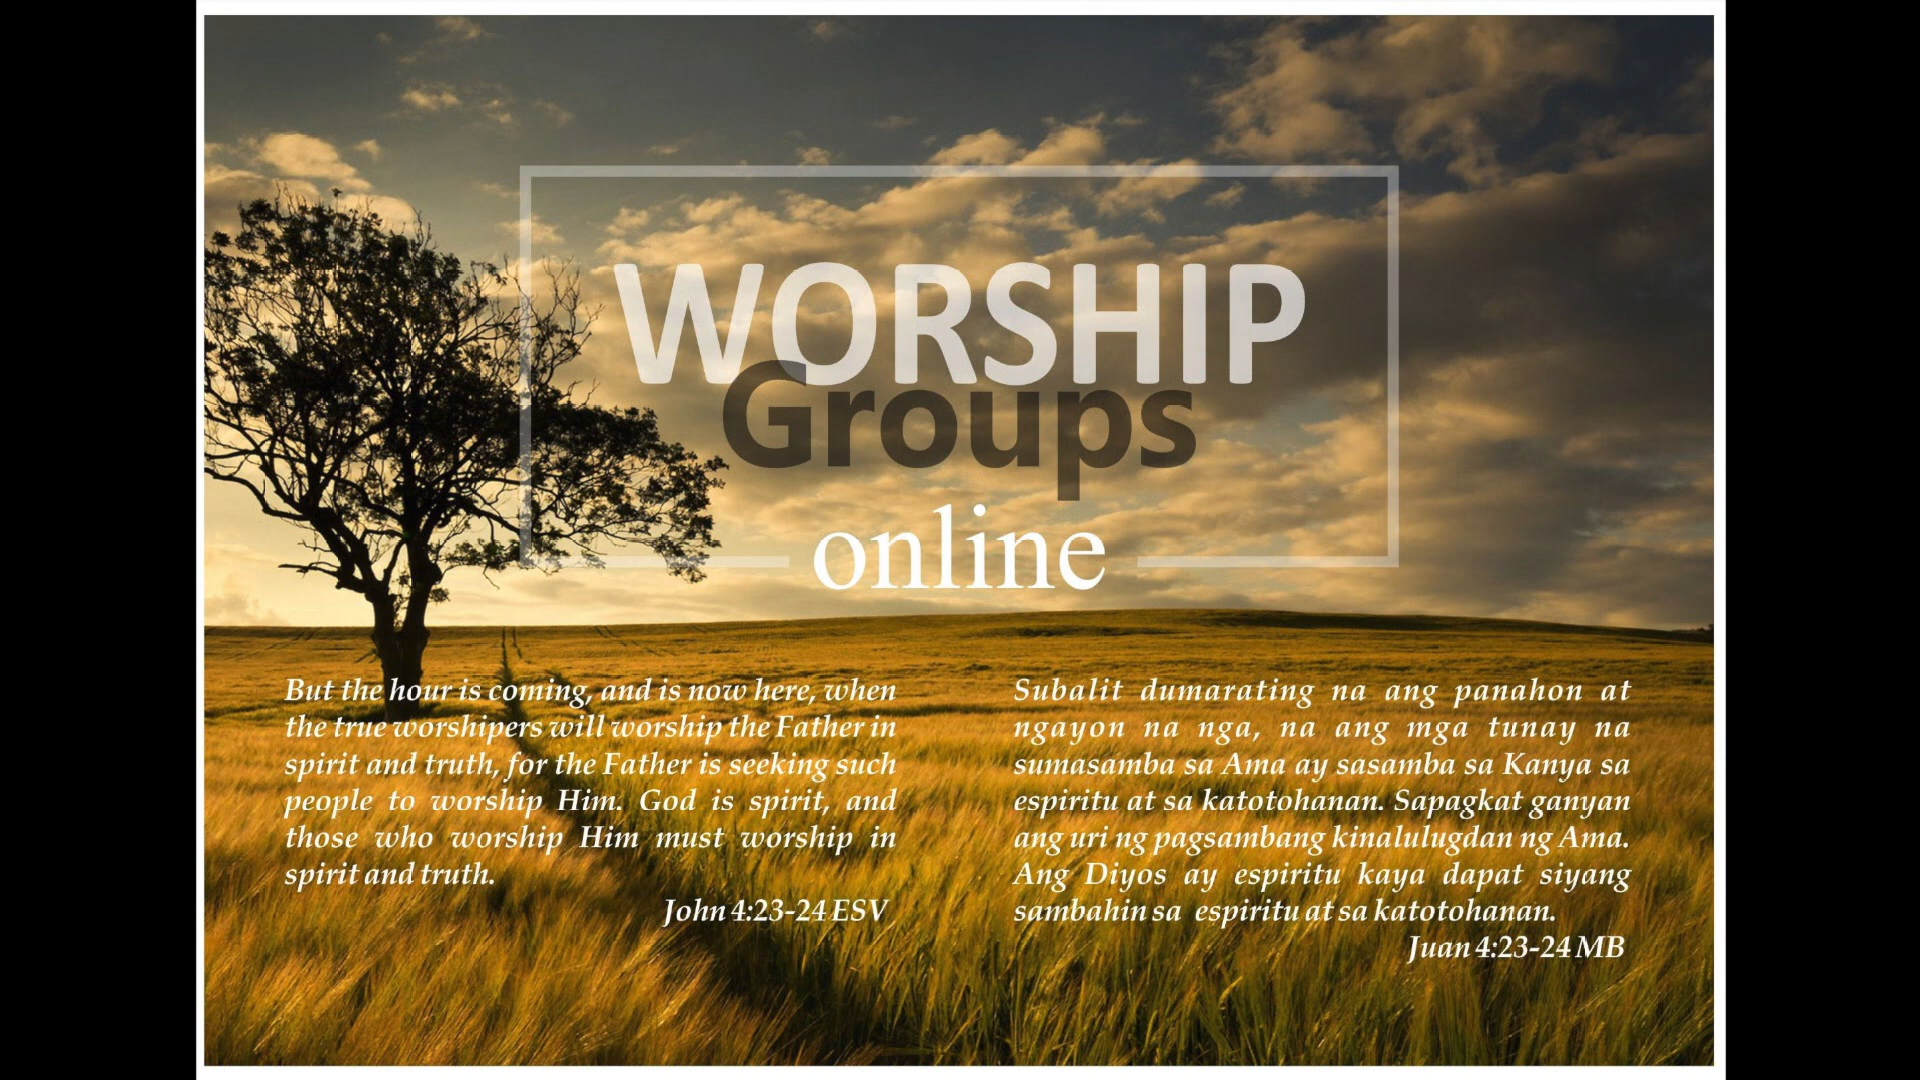 WORSHIP
Groups
online
But the hour is coming, and is now here, when
the true worshipers will worship the Father in
spirit and truth, for the Father is seeking such
people to worship Him. God is spirit, and
those who worship Him must worship in
spirit and truth.
John 4:23-24 ESV
Subalit dumarating na ang panahon at
ngayon na nga, na ang mga tunay na
sumasamba sa Ama ay sasamba sa Kanya sa
espiritu at sa katotohanan. Sapagkat ganyan
ang uri ng pagsambang kinalulugdan ng Ama.
Ang Diyos ay espiritu kaya dapat siyang
sambahin sa espiritu at sa katotohanan.
Juan 4:23-24 MB